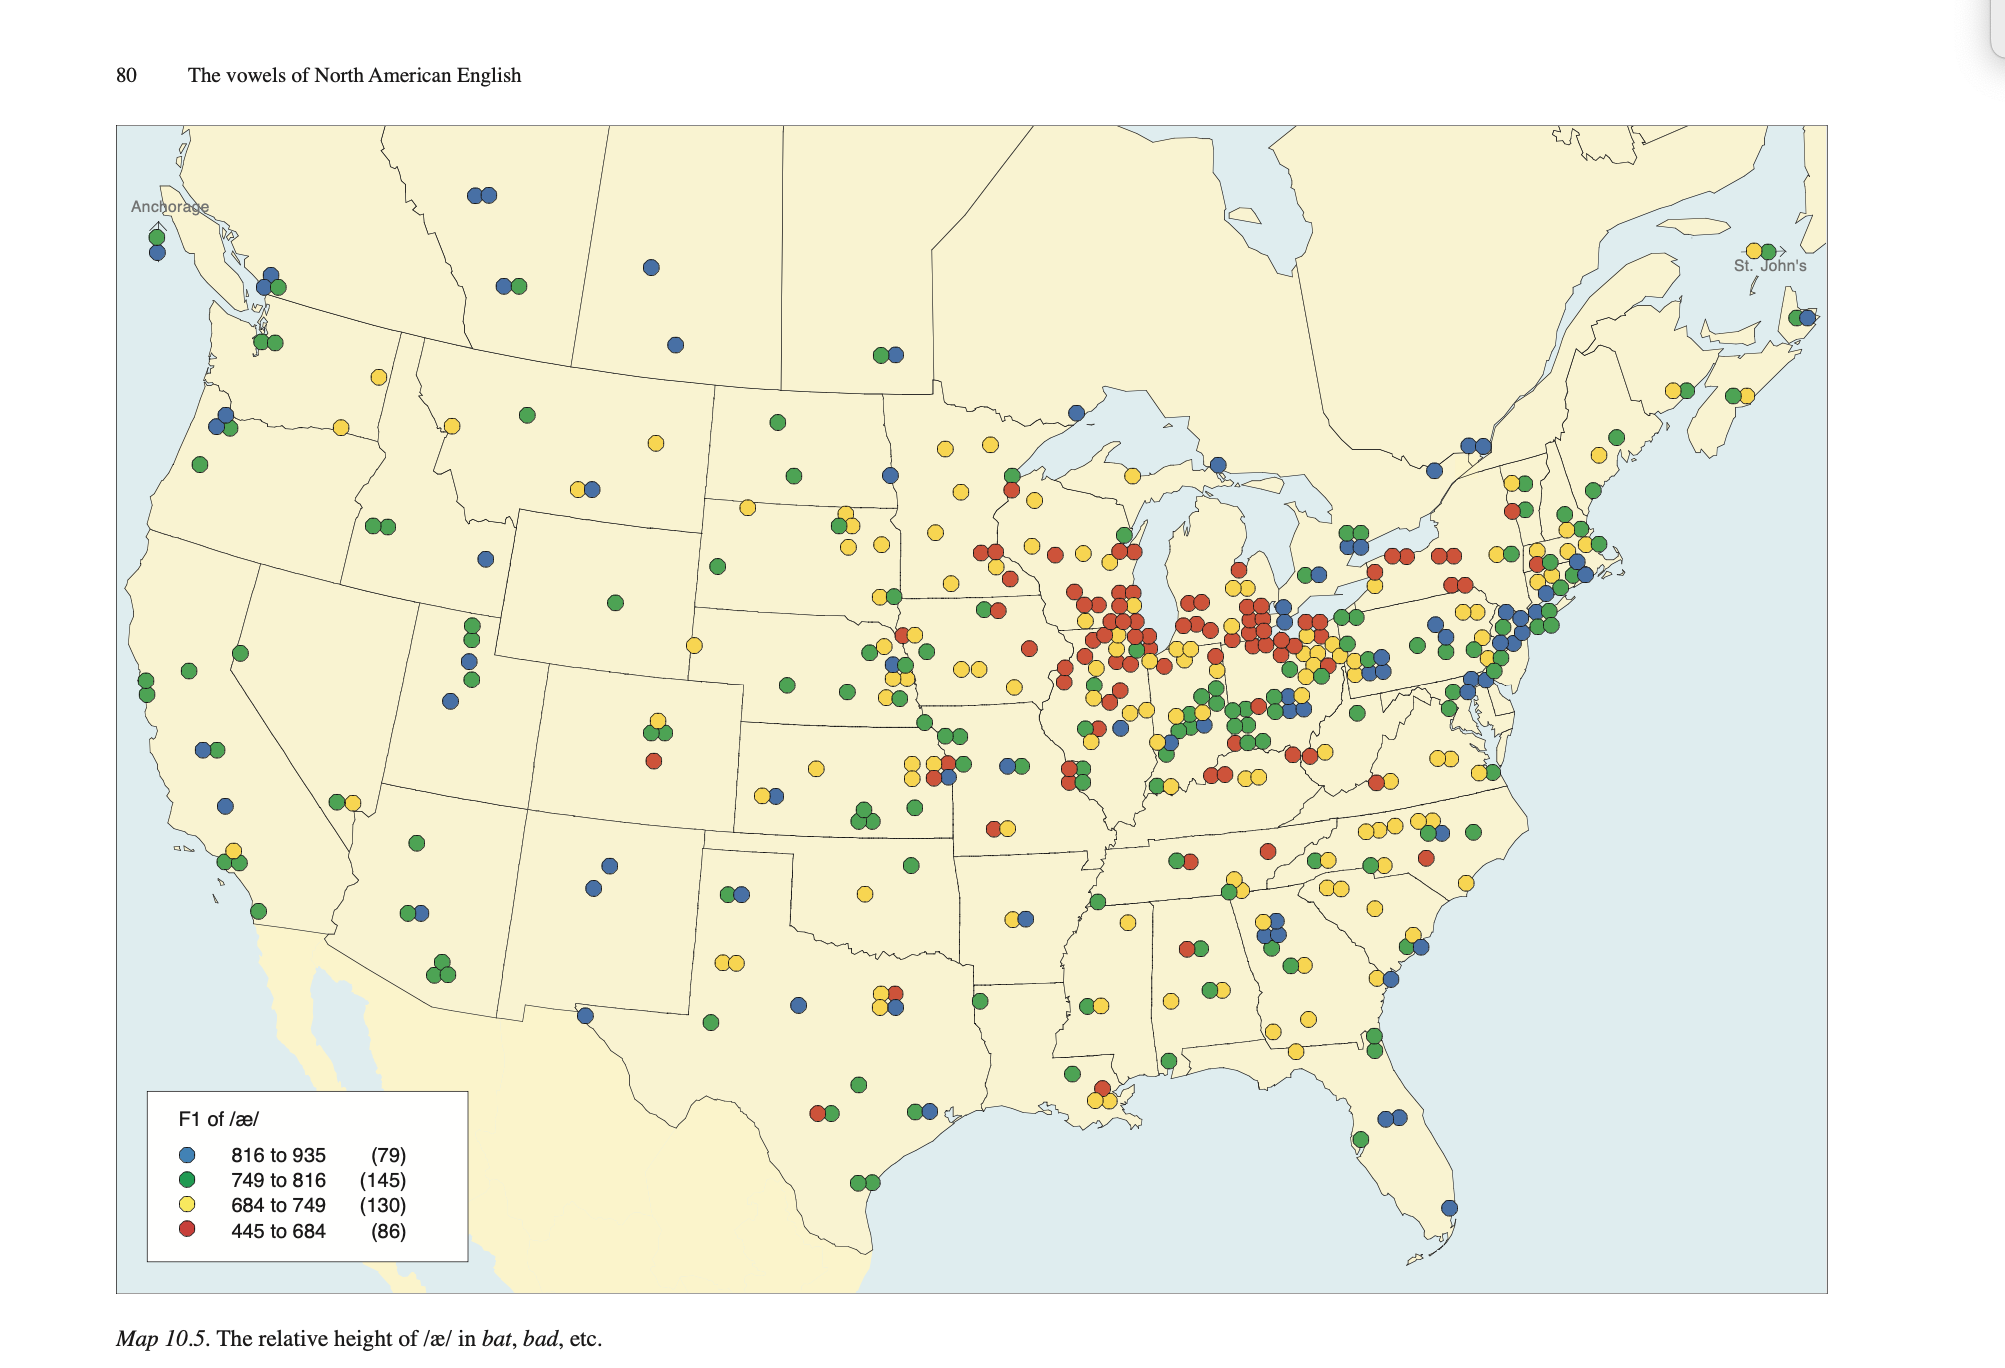 80 The vowels of North American English
Anchorage
St. John's
F1 of /æ/
816 to 935 (79)
749 to 816 (145)
684 to 749 (130)
445 to 684 (86)
Map 10.5. The relative height of /æ/ in bat, bad, etc.